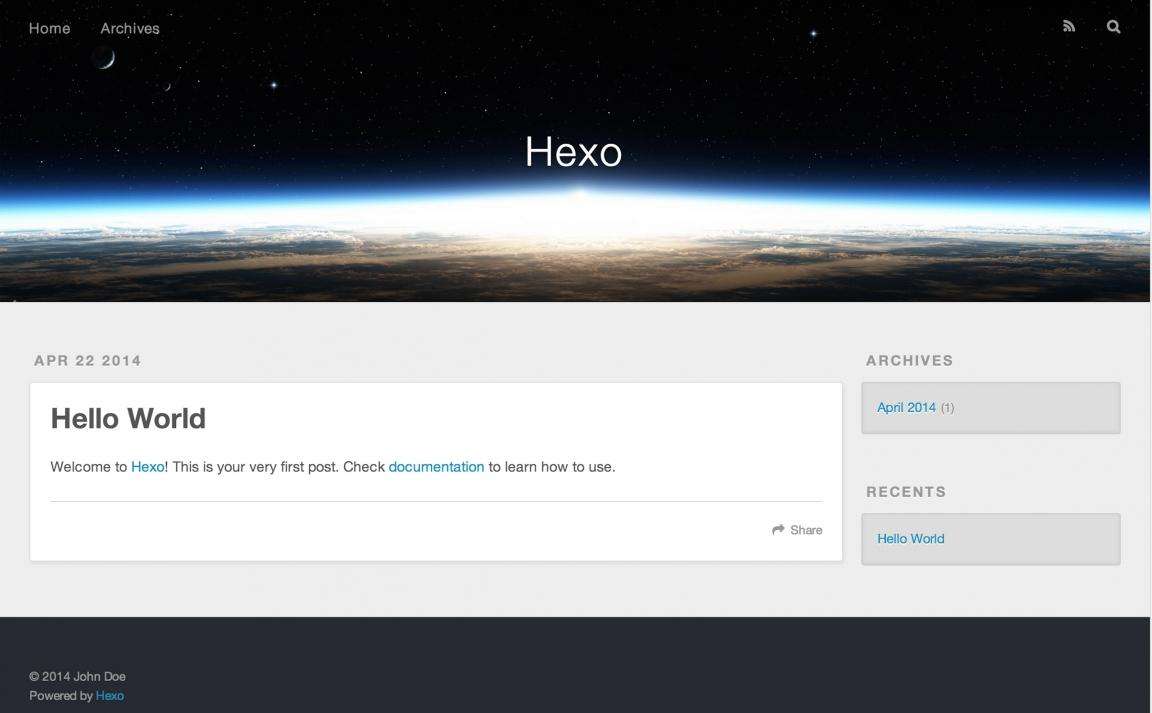 Home Archives
Hexo
APR 22 2014
Hello World
Welcome to Hexo! This is your very first post. Check documentation to learn how to use.
Share
ARCHIVES
April 2014 (1)
RECENTS
Hello World
© 2014 John Doe
Powered by Hexo